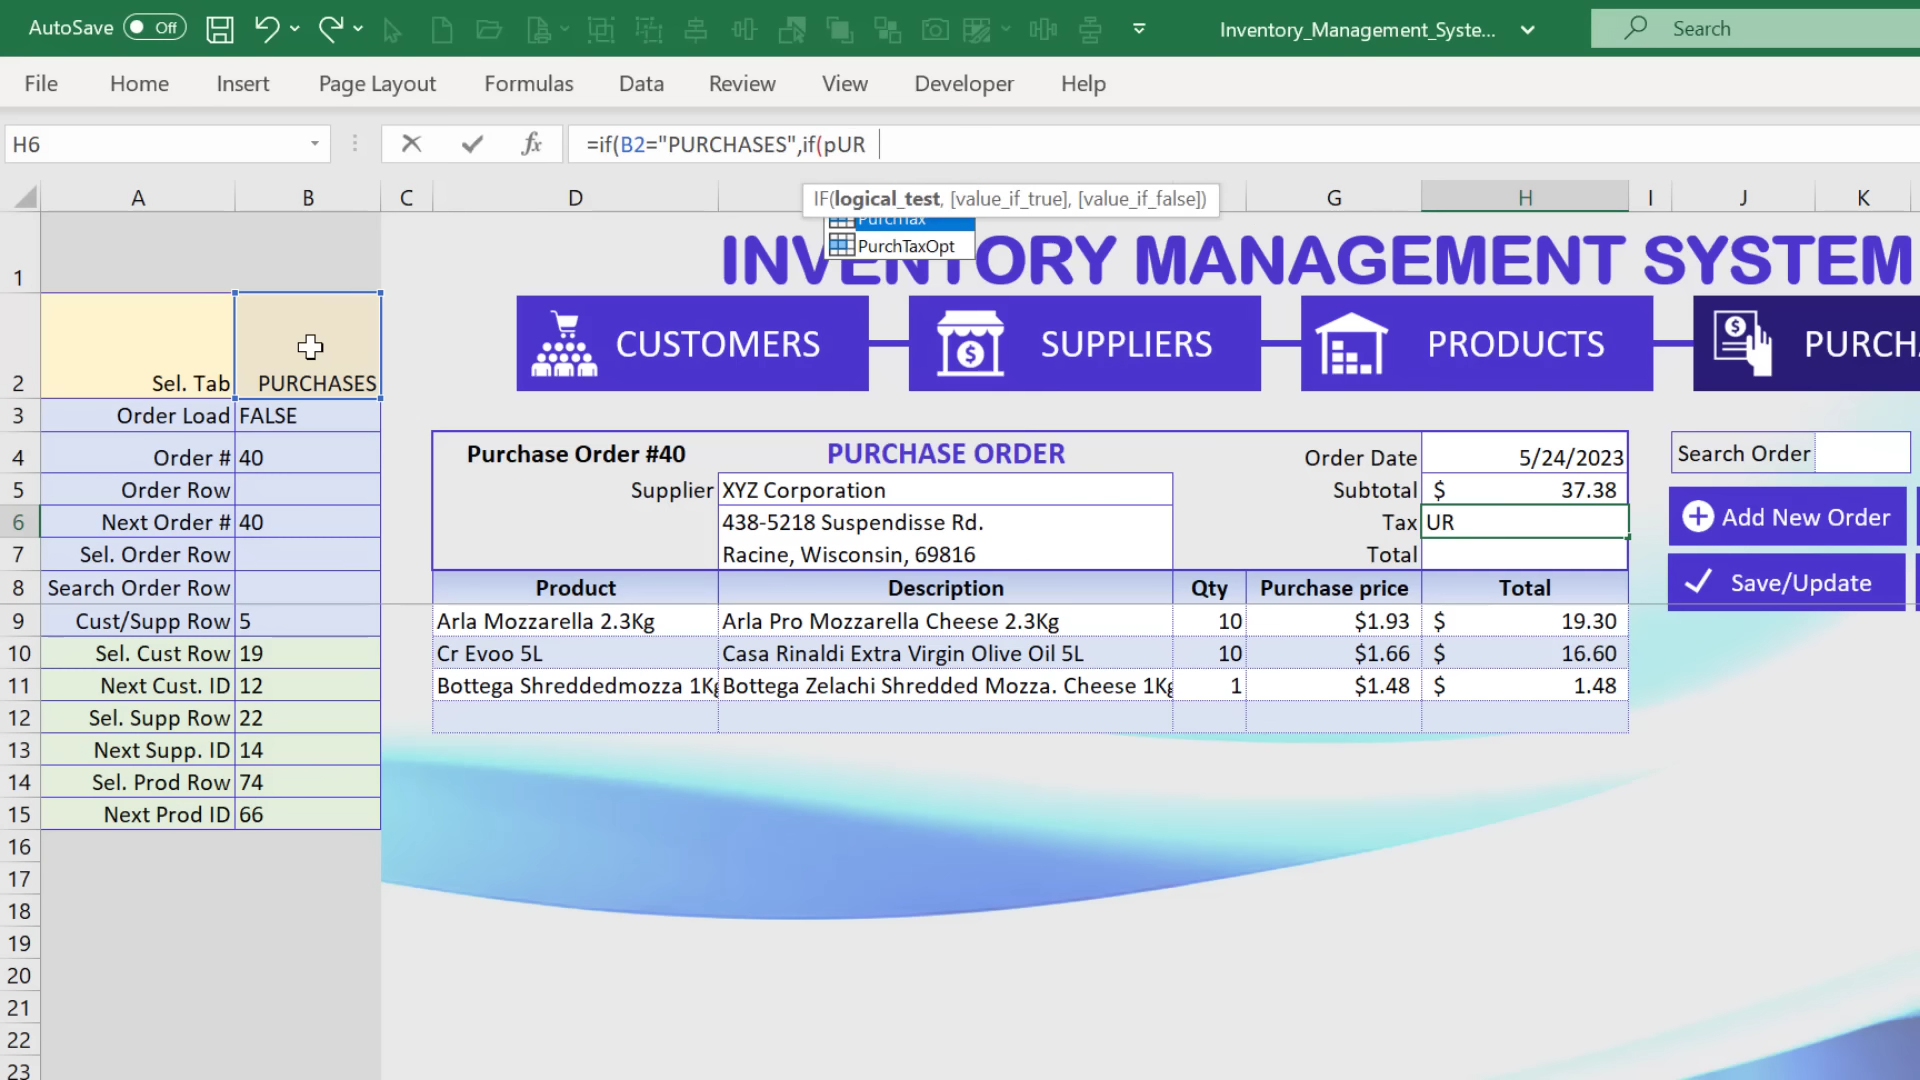 AutoSave Off Inventory_Management_Syste... Search
File Home Insert Page Layout Formulas Data Review View Developer Help
H6 fx =if(B2="PURCHASES",if(pUR
A B C D G H I J K
IF(logical_test, [value_if_true], [value_if_false])
PurchTax
PurchTaxOpt
1 INVENTORY MANAGEMENT SYSTEM
CUSTOMERS SUPPLIERS PRODUCTS PURCHA
2 Sel. Tab PURCHASES
3 Order Load FALSE
4 Order # 40 Purchase Order #40 PURCHASE ORDER Order Date 5/24/2023 Search Order
5 Order Row Supplier XYZ Corporation Subtotal $ 37.38
6 Next Order # 40 438-5218 Suspendisse Rd. Tax UR Add New Order
7 Sel. Order Row Racine, Wisconsin, 69816 Total
8 Search Order Row Product Description Qty Purchase price Total Save/Update
9 Cust/Supp Row 5 Arla Mozzarella 2.3Kg Arla Pro Mozzarella Cheese 2.3Kg 10 $1.93 $ 19.30
10 Sel. Cust Row 19 Cr Evoo 5L Casa Rinaldi Extra Virgin Olive Oil 5L 10 $1.66 $ 16.60
11 Next Cust. ID 12 Bottega Shreddedmozza 1Kg Bottega Zelachi Shredded Mozza. Cheese 1Kg 1 $1.48 $ 1.48
12 Sel. Supp Row 22
13 Next Supp. ID 14
14 Sel. Prod Row 74
15 Next Prod ID 66
16
17
18
19
20
21
22
23